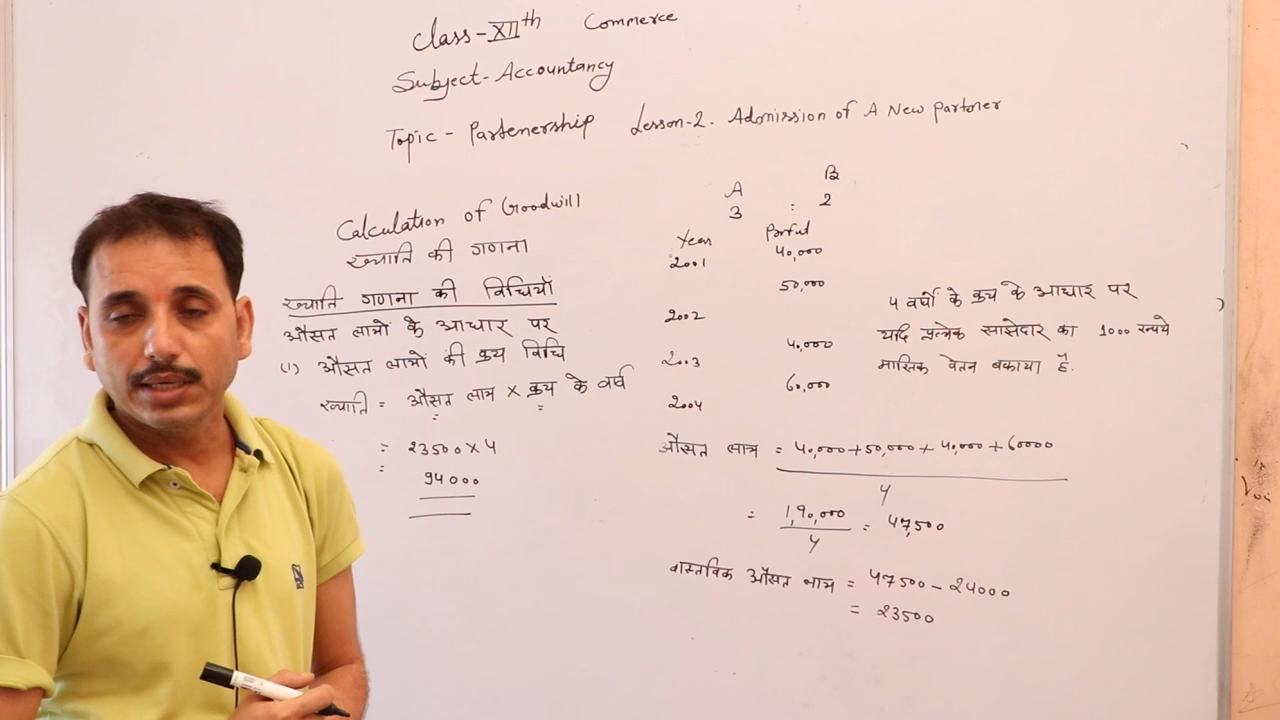 Class-XIIth Commerce
Subject-Accountancy
Topic - Partenership Lesson-2. Admission of A New Partner
Calculation of Goodwill
ख्याति की गणना
ख्याति गणना की विधियाँ
औसत लाभों के आधार पर
(1) औसत लाभों की क्रय विधि
ख्याति = औसत लाभ × क्रय के वर्ष
= 23500 × 4
=
94000
A B
3 : 2
Year
2001 40,000
50,000
2002
40,000
2003
60,000
2004
4 वर्षो के क्रय के आधार पर
यदि प्रत्येक साझेदार का 1000 रूपये
मासिक वेतन बकाया है.
औसत लाभ = 40,000+50,000+40,000+60000
4
= 1,90,000 = 47,500
4
वास्तविक औसत लाभ = 47500 - 24000
= 23500